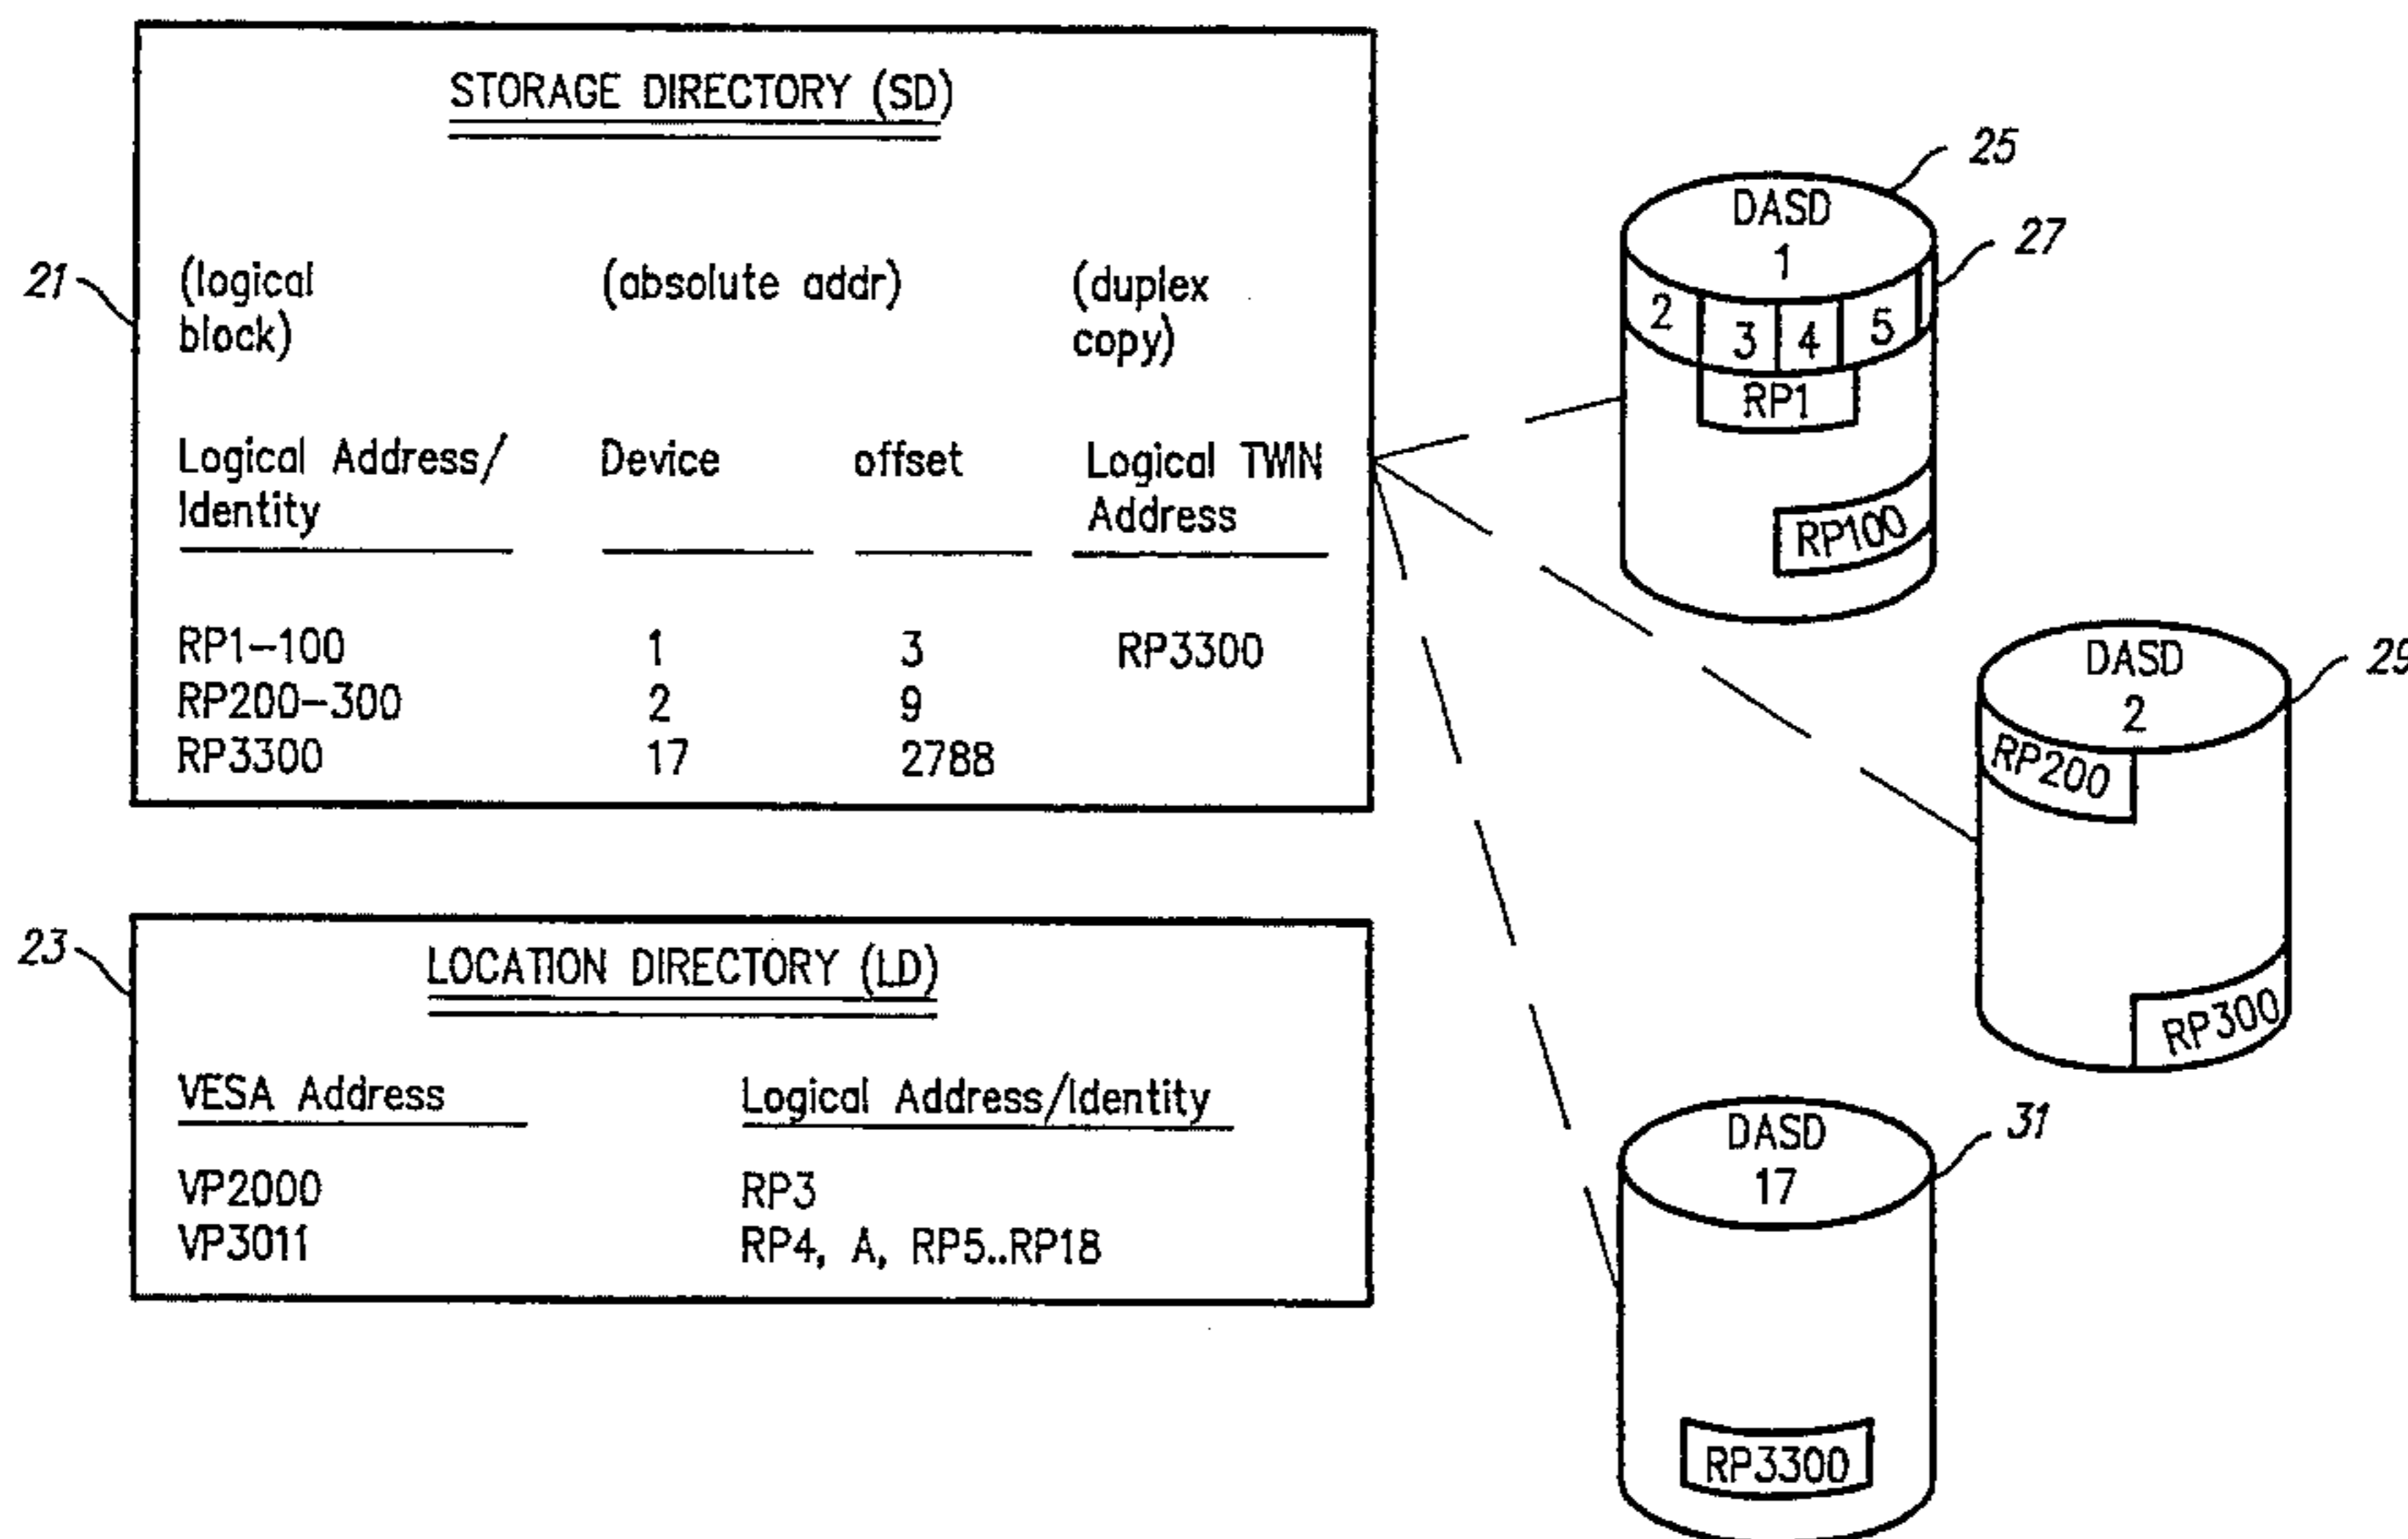 STORAGE DIRECTORY (SD)
21
(logical block) (absolute addr) (duplex copy)
Logical Address/ Identity Device offset Logical TWIN Address
RP1-100 1 3 RP3300
RP200-300 2 9
RP3300 17 2788
23
LOCATION DIRECTORY (LD)
VESA Address Logical Address/Identity
VP2000 RP3
VP3011 RP4, A, RP5..RP18
25
DASD
1
27
2 3 4 5
RP1
RP100
DASD
2
29
RP200
RP300
DASD
17
31
RP3300